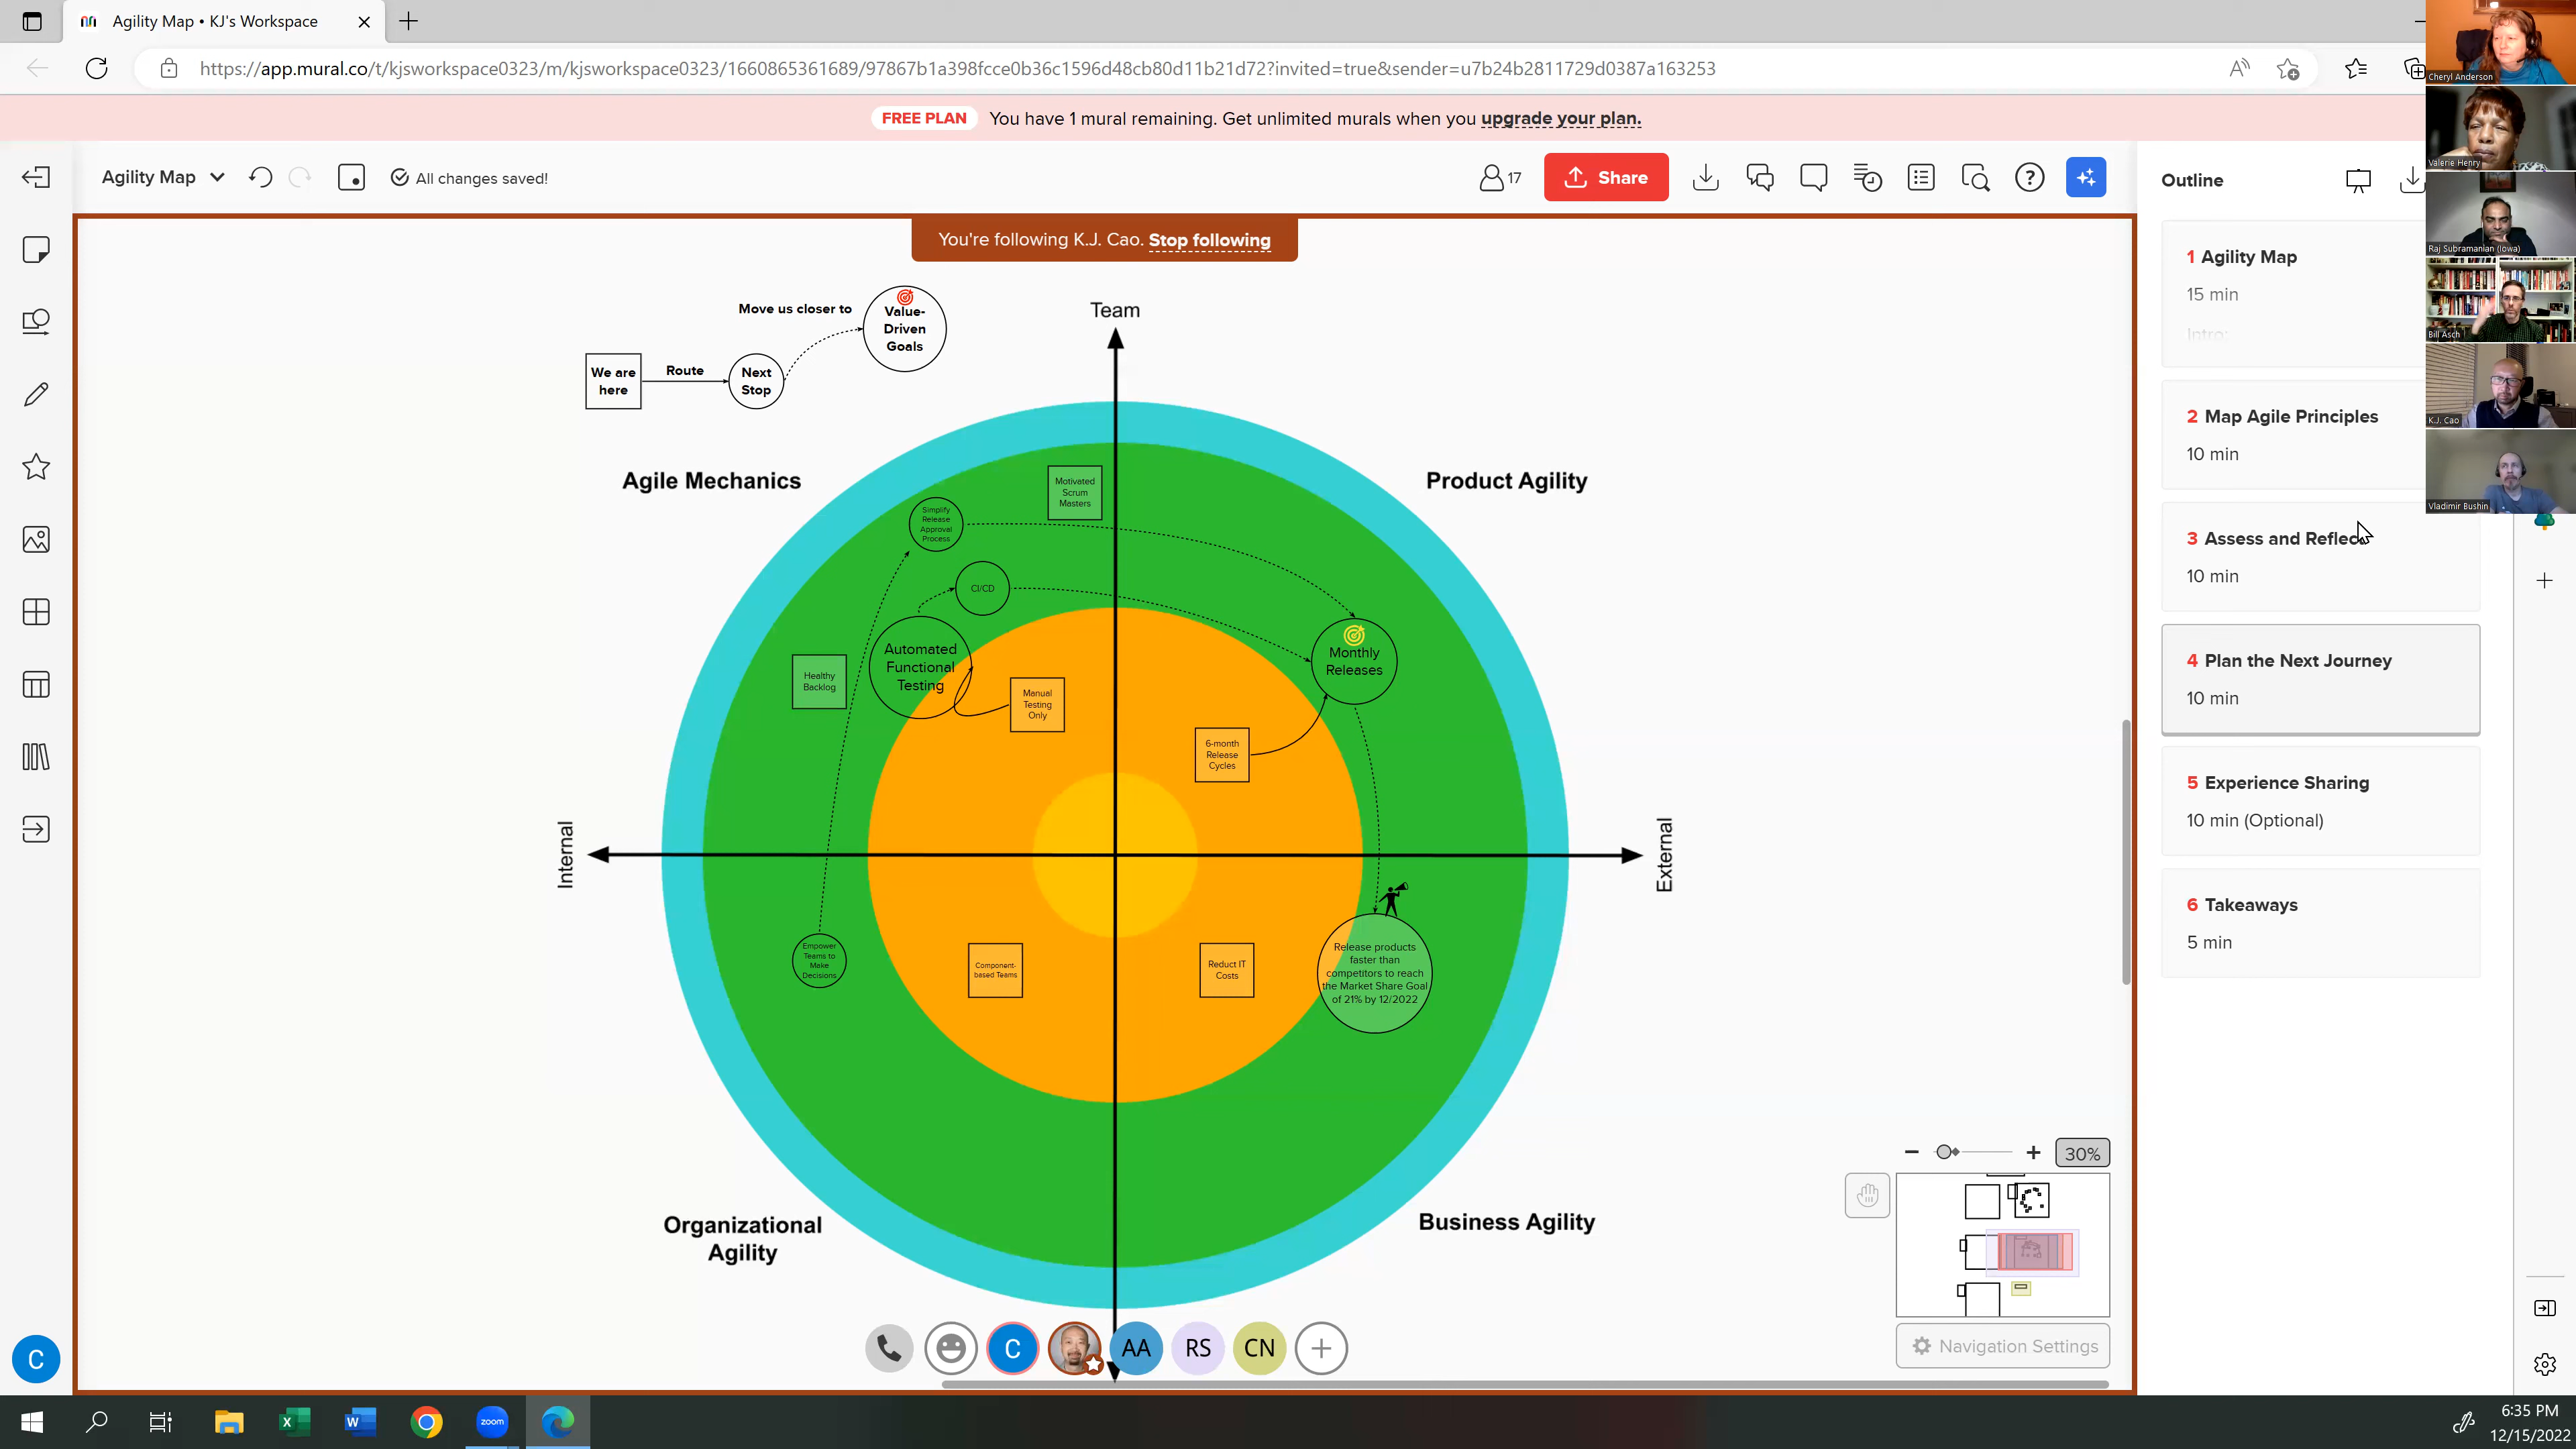 Agility Map • KJ's Workspace
https://app.mural.co/t/kjsworkspace0323/m/kjsworkspace0323/1660865361689/97867b1a398fcce0b36c1596d48cb80d11b21d72?invited=true&sender=u7b24b2811729d0387a163253
FREE PLAN You have 1 mural remaining. Get unlimited murals when you upgrade your plan.
Agility Map
All changes saved!
17
Share
You're following K.J. Cao. Stop following
Move us closer to
Value-
Driven
Goals
We are
here
Route
Next
Stop
Team
Agile Mechanics
Product Agility
Motivated
Scrum
Masters
Simplify
Release
Approval
Process
CI/CD
Automated
Functional
Testing
Healthy
Backlog
Manual
Testing
Only
Monthly
Releases
6-month
Release
Cycles
Internal
External
Empower
Teams to
Make
Decisions
Component-
based Teams
Reduct IT
Costs
Release products
faster than
competitors to reach
the Market Share Goal
of 21% by 12/2022
Organizational
Agility
Business Agility
30%
Navigation Settings
C
C
AA
RS
CN
Outline
1 Agility Map
15 min
Intro:
2 Map Agile Principles
10 min
3 Assess and Reflect
10 min
4 Plan the Next Journey
10 min
5 Experience Sharing
10 min (Optional)
6 Takeaways
5 min
Cheryl Anderson
Valerie Henry
Raj Subramanian (Iowa)
Bill Asch
K.J. Cao
Vladimir Bushin
zoom
6:35 PM
12/15/2022